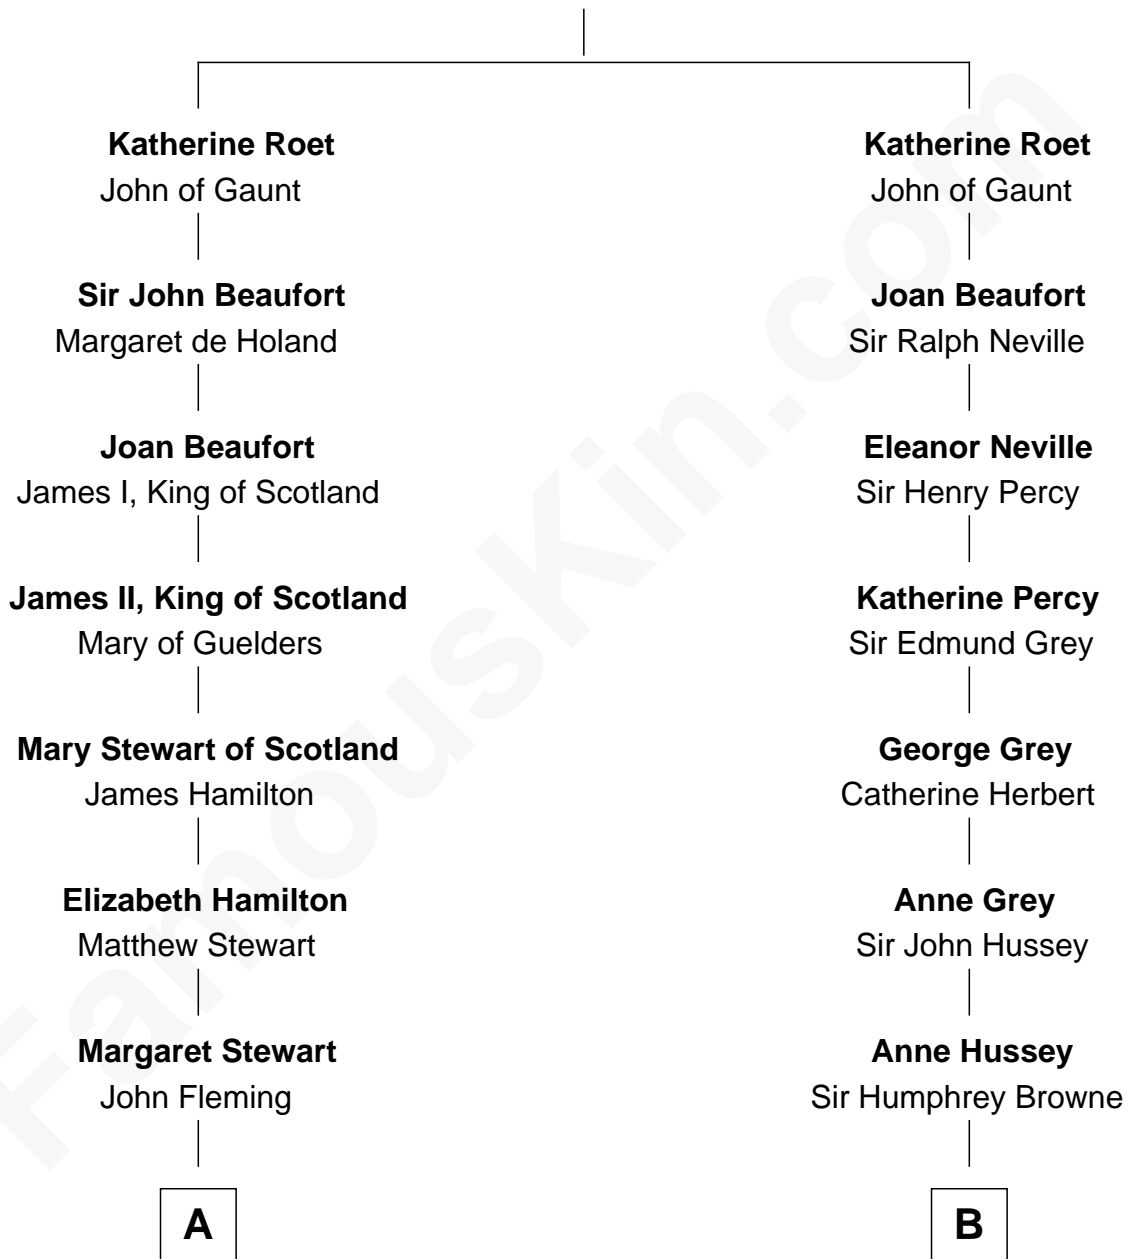 Katherine Roet
John of Gaunt
Sir John Beaufort
Margaret de Holand
Joan Beaufort
James I, King of Scotland
James II, King of Scotland
Mary of Guelders
Mary Stewart of Scotland
James Hamilton
Elizabeth Hamilton
Matthew Stewart
Margaret Stewart
John Fleming
A
Katherine Roet
John of Gaunt
Joan Beaufort
Sir Ralph Neville
Eleanor Neville
Sir Henry Percy
Katherine Percy
Sir Edmund Grey
George Grey
Catherine Herbert
Anne Grey
Sir John Hussey
Anne Hussey
Sir Humphrey Browne
B
FamousKin.com